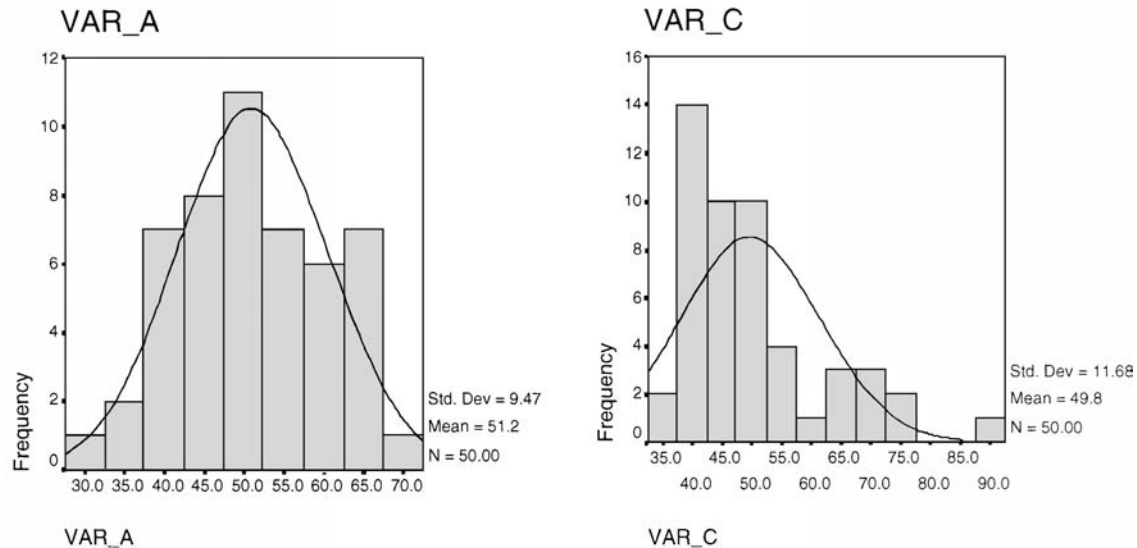 VAR_A
12
10
8
6
4
2
0
Frequency
30.0 35.0 40.0 45.0 50.0 55.0 60.0 65.0 70.0
Std. Dev = 9.47
Mean = 51.2
N = 50.00
VAR_A
VAR_C
16
14
12
10
8
6
4
2
0
Frequency
35.0 45.0 55.0 65.0 75.0 85.0
40.0 50.0 60.0 70.0 80.0 90.0
Std. Dev = 11.68
Mean = 49.8
N = 50.00
VAR_C